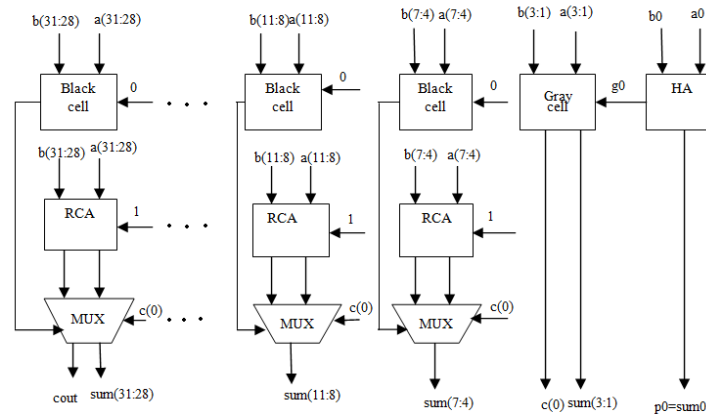 b(31:28) a(31:28) b(11:8) a(11:8) b(7:4) a(7:4) b(3:1) a(3:1) b0 a0
Black cell 0 Black cell 0 Black cell 0 Gray cell g0 HA
b(31:28) a(31:28) b(11:8) a(11:8) b(7:4) a(7:4)
RCA 1 RCA 1 RCA 1
MUX c(0) MUX c(0) MUX c(0)
cout sum(31:28) sum(11:8) sum(7:4) c(0) sum(3:1) p0=sum0